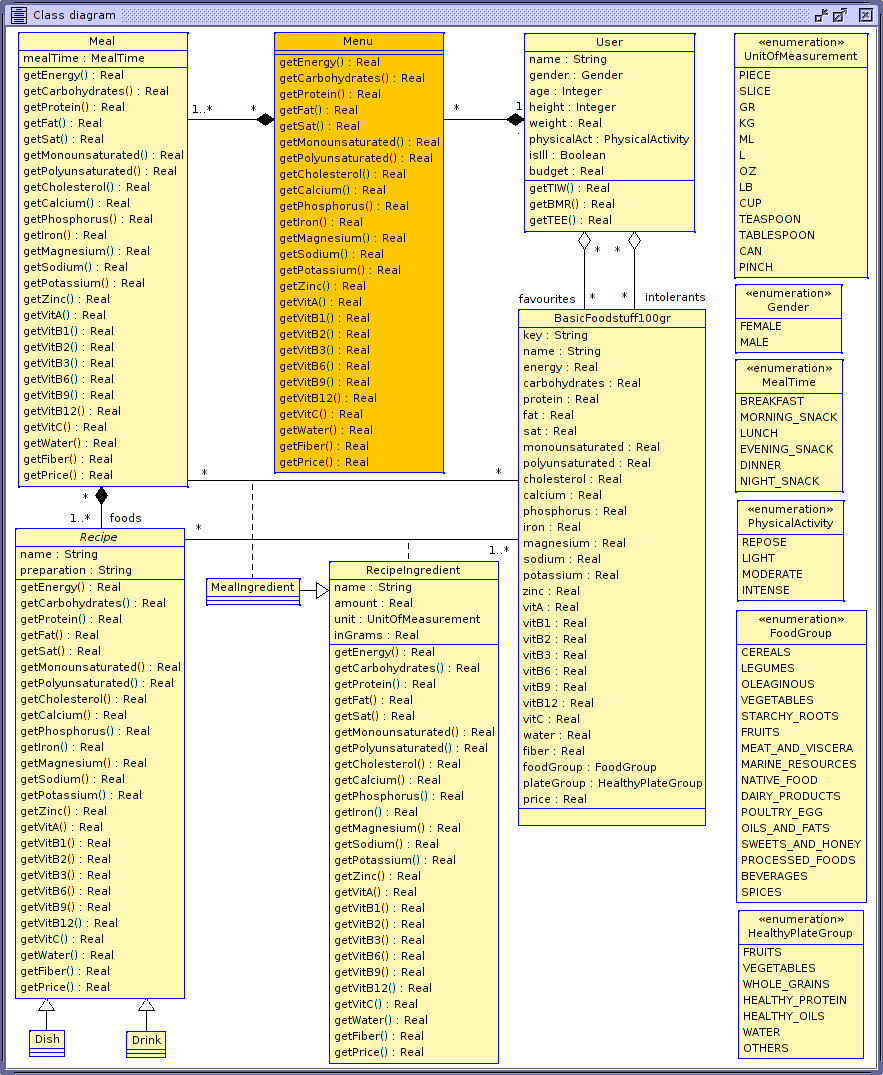 Class diagram
Meal
mealTime : MealTime
getEnergy() : Real
getCarbohydrates() : Real
getProtein() : Real
getFat() : Real
getSat() : Real
getMonounsaturated() : Real
getPolyunsaturated() : Real
getCholesterol() : Real
getCalcium() : Real
getPhosphorus() : Real
getIron() : Real
getMagnesium() : Real
getSodium() : Real
getPotassium() : Real
getZinc() : Real
getVitA() : Real
getVitB1() : Real
getVitB2() : Real
getVitB3() : Real
getVitB6() : Real
getVitB9() : Real
getVitB12() : Real
getVitC() : Real
getWater() : Real
getFiber() : Real
getPrice() : Real
1..*
*
Menu
getEnergy() : Real
getCarbohydrates() : Real
getProtein() : Real
getFat() : Real
getSat() : Real
getMonounsaturated() : Real
getPolyunsaturated() : Real
getCholesterol() : Real
getCalcium() : Real
getPhosphorus() : Real
getIron() : Real
getMagnesium() : Real
getSodium() : Real
getPotassium() : Real
getZinc() : Real
getVitA() : Real
getVitB1() : Real
getVitB2() : Real
getVitB3() : Real
getVitB6() : Real
getVitB9() : Real
getVitB12() : Real
getVitC() : Real
getWater() : Real
getFiber() : Real
getPrice() : Real
*
1
User
name : String
gender : Gender
age : Integer
height : Integer
weight : Real
physicalAct : PhysicalActivity
isIll : Boolean
budget : Real
getTIW() : Real
getBMR() : Real
getTEE() : Real
* *
favourites * * intolerants
BasicFoodstuff100gr
key : String
name : String
energy : Real
carbohydrates : Real
protein : Real
fat : Real
sat : Real
monounsaturated : Real
polyunsaturated : Real
cholesterol : Real
calcium : Real
phosphorus : Real
iron : Real
magnesium : Real
sodium : Real
potassium : Real
zinc : Real
vitA : Real
vitB1 : Real
vitB2 : Real
vitB3 : Real
vitB6 : Real
vitB9 : Real
vitB12 : Real
vitC : Real
water : Real
fiber : Real
foodGroup : FoodGroup
plateGroup : HealthyPlateGroup
price : Real
* *
*
1..* foods
* 1..*
Recipe
name : String
preparation : String
getEnergy() : Real
getCarbohydrates() : Real
getProtein() : Real
getFat() : Real
getSat() : Real
getMonounsaturated() : Real
getPolyunsaturated() : Real
getCholesterol() : Real
getCalcium() : Real
getPhosphorus() : Real
getIron() : Real
getMagnesium() : Real
getSodium() : Real
getPotassium() : Real
getZinc() : Real
getVitA() : Real
getVitB1() : Real
getVitB2() : Real
getVitB3() : Real
getVitB6() : Real
getVitB9() : Real
getVitB12() : Real
getVitC() : Real
getWater() : Real
getFiber() : Real
getPrice() : Real
Dish
Drink
MealIngredient
RecipeIngredient
name : String
amount : Real
unit : UnitOfMeasurement
inGrams : Real
getEnergy() : Real
getCarbohydrates() : Real
getProtein() : Real
getFat() : Real
getSat() : Real
getMonounsaturated() : Real
getPolyunsaturated() : Real
getCholesterol() : Real
getCalcium() : Real
getPhosphorus() : Real
getIron() : Real
getMagnesium() : Real
getSodium() : Real
getPotassium() : Real
getZinc() : Real
getVitA() : Real
getVitB1() : Real
getVitB2() : Real
getVitB3() : Real
getVitB6() : Real
getVitB9() : Real
getVitB12() : Real
getVitC() : Real
getWater() : Real
getFiber() : Real
getPrice() : Real
«enumeration»
UnitOfMeasurement
PIECE
SLICE
GR
KG
ML
L
OZ
LB
CUP
TEASPOON
TABLESPOON
CAN
PINCH
«enumeration»
Gender
FEMALE
MALE
«enumeration»
MealTime
BREAKFAST
MORNING_SNACK
LUNCH
EVENING_SNACK
DINNER
NIGHT_SNACK
«enumeration»
PhysicalActivity
REPOSE
LIGHT
MODERATE
INTENSE
«enumeration»
FoodGroup
CEREALS
LEGUMES
OLEAGINOUS
VEGETABLES
STARCHY_ROOTS
FRUITS
MEAT_AND_VISCERA
MARINE_RESOURCES
NATIVE_FOOD
DAIRY_PRODUCTS
POULTRY_EGG
OILS_AND_FATS
SWEETS_AND_HONEY
PROCESSED_FOODS
BEVERAGES
SPICES
«enumeration»
HealthyPlateGroup
FRUITS
VEGETABLES
WHOLE_GRAINS
HEALTHY_PROTEIN
HEALTHY_OILS
WATER
OTHERS